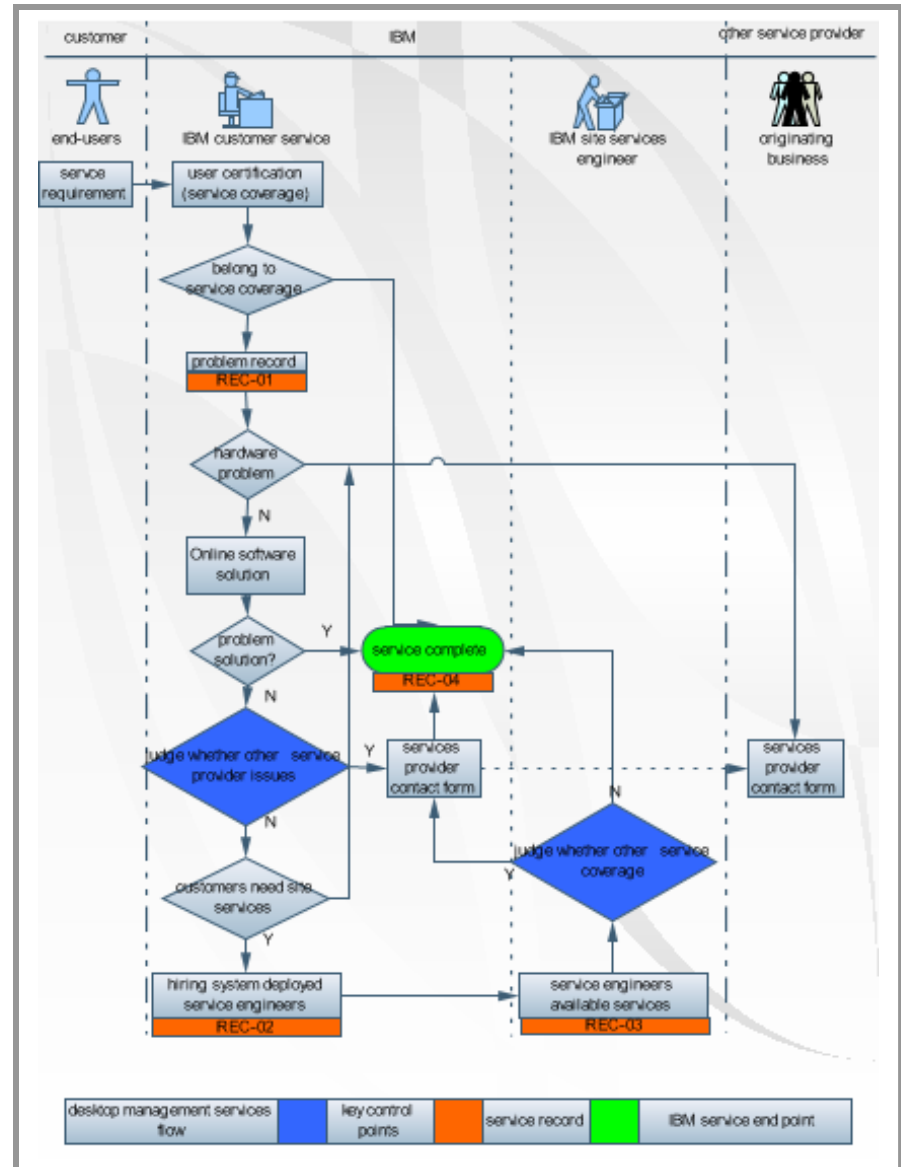 customer
IBM
other service provider
end-users
IBM customer service
IBM site services
engineer
originating
business
service
requirement
user certification
(service coverage)
belong to
service coverage
problem record
REC-01
hardware
problem
N
Online software
solution
problem
solution?
Y
service complete
REC-04
N
judge whether other service
provider issues
Y
services
provider
contact form
services
provider
contact form
N
N
judge whether other service
coverage
Y
customers need site
services
Y
hiring system deployed
service engineers
REC-02
service engineers
available services
REC-03
desktop management services
flow
key control
points
service record
IBM service end point